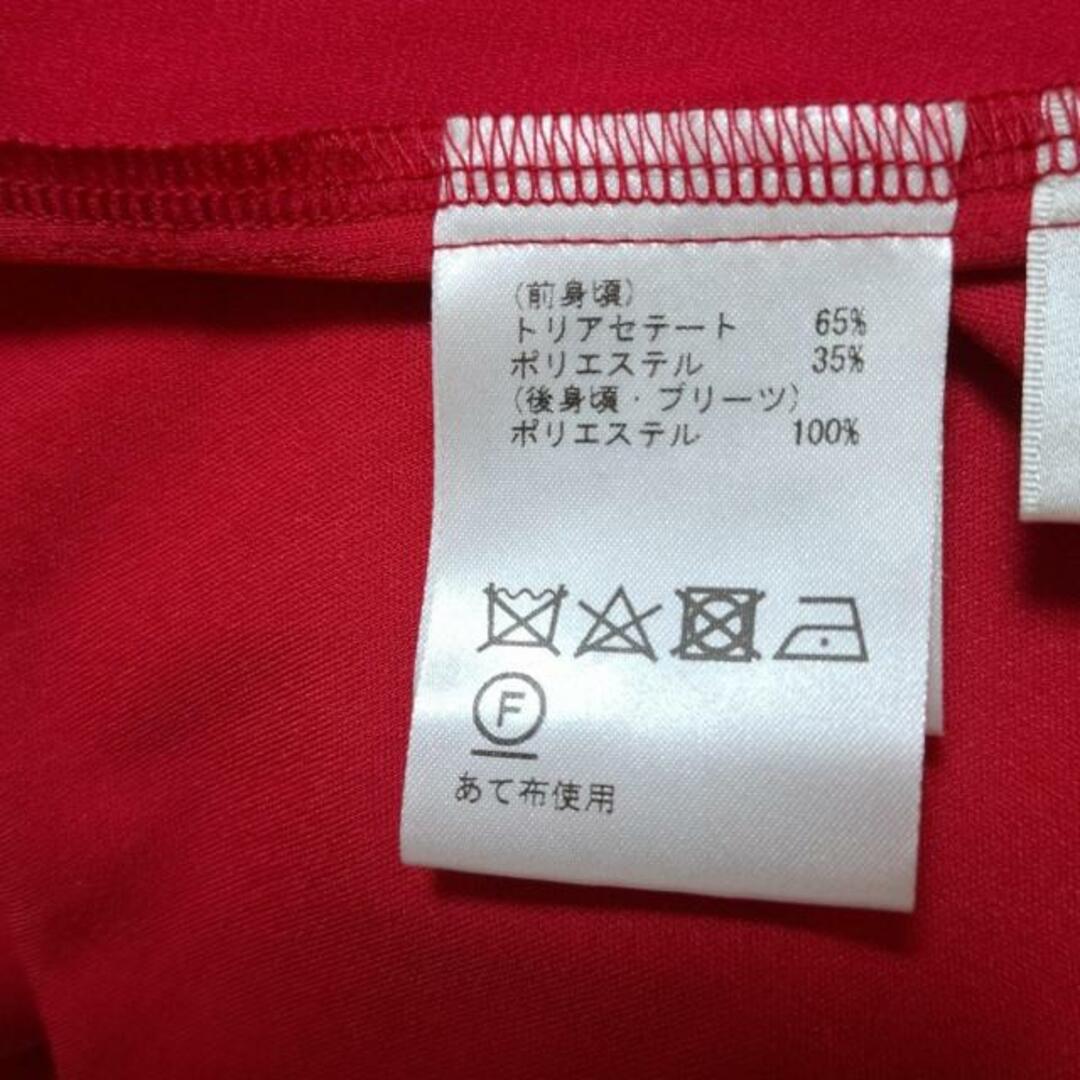 (前身頃)
トリアセテート 65%
ポリエステル 35%
(後身頃・プリーツ)
ポリエステル 100%
F
あて布使用